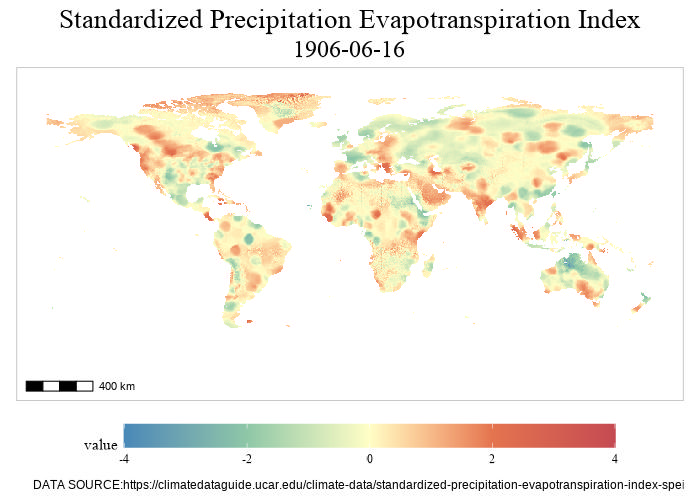 Standardized Precipitation Evapotranspiration Index
1906-06-16
400 km
value
-4 -2 0 2 4
DATA SOURCE:https://climatedataguide.ucar.edu/climate-data/standardized-precipitation-evapotranspiration-index-spei